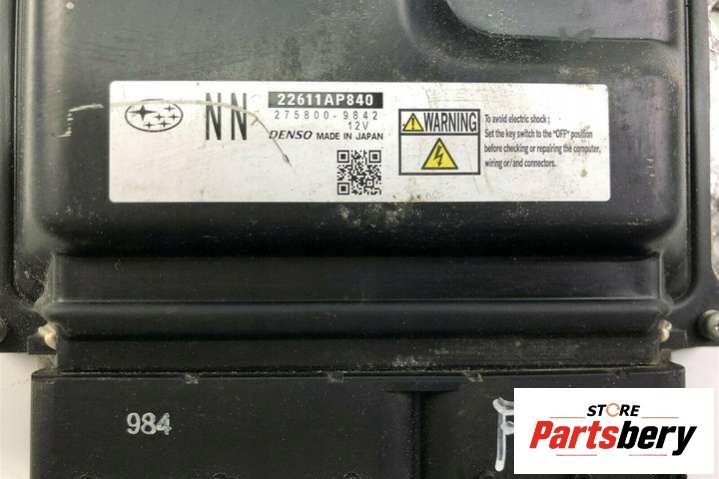 NN
22611AP840
275800-9842
12V
DENSO MADE IN JAPAN
WARNING
To avoid electric shock;
Set the key switch to the "OFF" position
before checking or repairing the computer,
wiring or/and connectors.
984
STORE
Partsbery